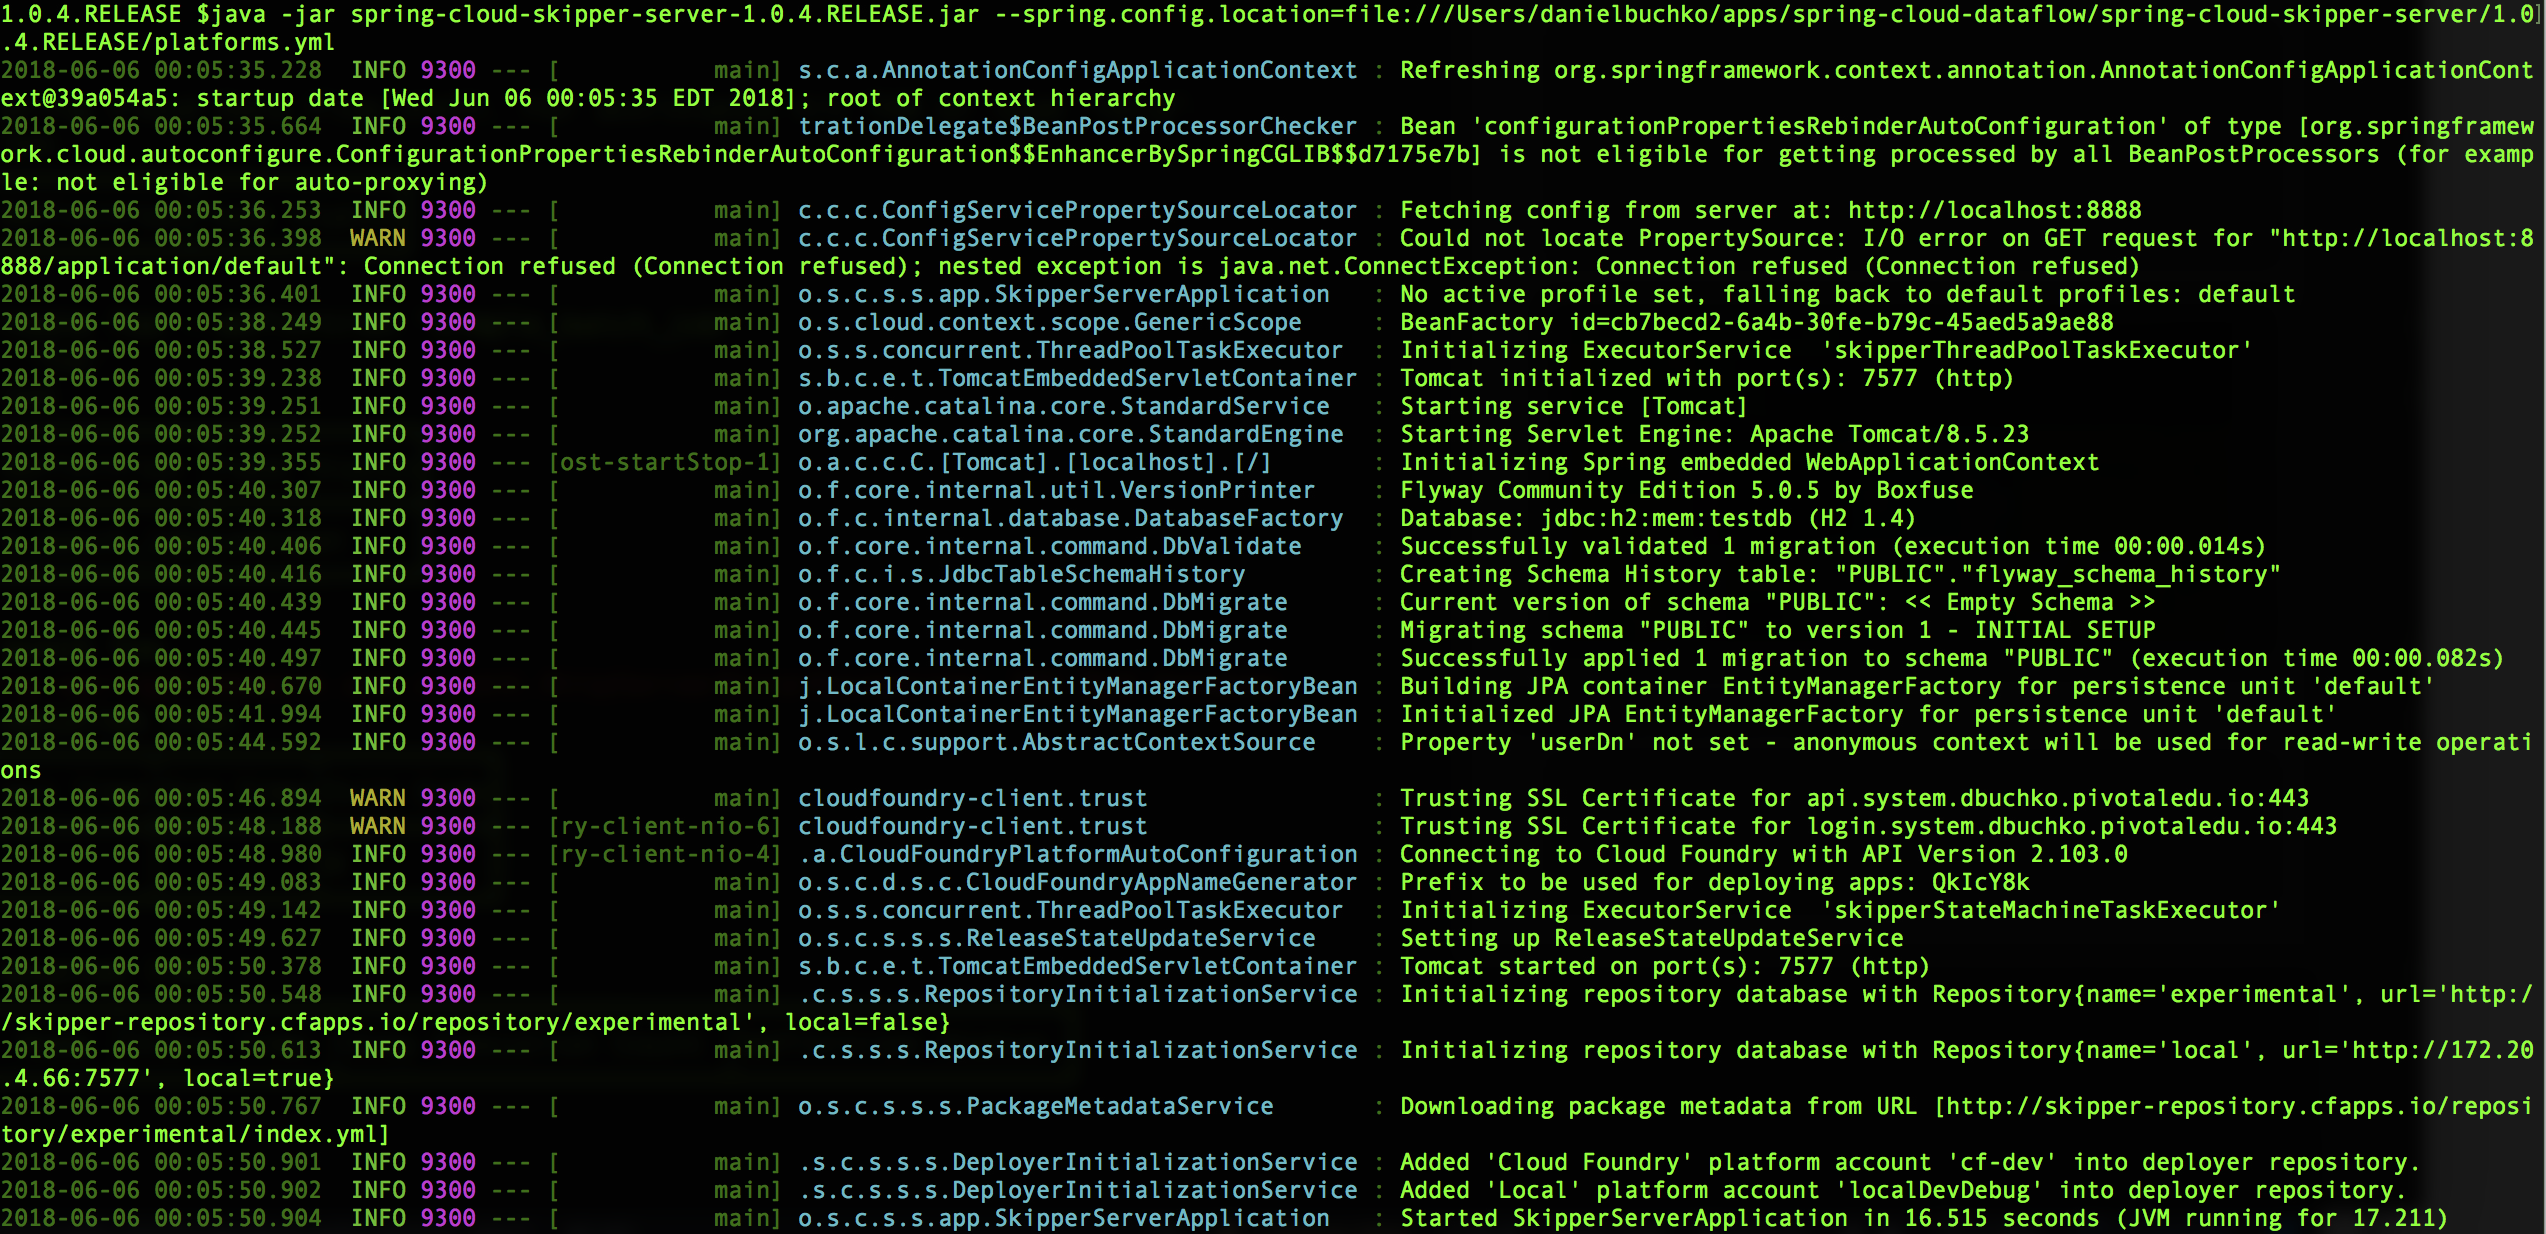 1.0.4.RELEASE $java -jar spring-cloud-skipper-server-1.0.4.RELEASE.jar --spring.config.location=file:///Users/danielbuchko/apps/spring-cloud-dataflow/spring-cloud-skipper-server/1.0
.4.RELEASE/platforms.yml
2018-06-06 00:05:35.228  INFO 9300 --- [           main] s.c.a.AnnotationConfigApplicationContext : Refreshing org.springframework.context.annotation.AnnotationConfigApplicationCont
ext@39a054a5: startup date [Wed Jun 06 00:05:35 EDT 2018]; root of context hierarchy
2018-06-06 00:05:35.664  INFO 9300 --- [           main] trationDelegate$BeanPostProcessorChecker : Bean 'configurationPropertiesRebinderAutoConfiguration' of type [org.springframew
ork.cloud.autoconfigure.ConfigurationPropertiesRebinderAutoConfiguration$$EnhancerBySpringCGLIB$$d7175e7b] is not eligible for getting processed by all BeanPostProcessors (for examp
le: not eligible for auto-proxying)
2018-06-06 00:05:36.253  INFO 9300 --- [           main] c.c.c.ConfigServicePropertySourceLocator : Fetching config from server at: http://localhost:8888
2018-06-06 00:05:36.398  WARN 9300 --- [           main] c.c.c.ConfigServicePropertySourceLocator : Could not locate PropertySource: I/O error on GET request for "http://localhost:8
888/application/default": Connection refused (Connection refused); nested exception is java.net.ConnectException: Connection refused (Connection refused)
2018-06-06 00:05:36.401  INFO 9300 --- [           main] o.s.c.s.s.app.SkipperServerApplication   : No active profile set, falling back to default profiles: default
2018-06-06 00:05:38.249  INFO 9300 --- [           main] o.s.cloud.context.scope.GenericScope     : BeanFactory id=cb7becd2-6a4b-30fe-b79c-45aed5a9ae88
2018-06-06 00:05:38.527  INFO 9300 --- [           main] o.s.s.concurrent.ThreadPoolTaskExecutor  : Initializing ExecutorService  'skipperThreadPoolTaskExecutor'
2018-06-06 00:05:39.238  INFO 9300 --- [           main] s.b.c.e.t.TomcatEmbeddedServletContainer : Tomcat initialized with port(s): 7577 (http)
2018-06-06 00:05:39.251  INFO 9300 --- [           main] o.apache.catalina.core.StandardService   : Starting service [Tomcat]
2018-06-06 00:05:39.252  INFO 9300 --- [           main] org.apache.catalina.core.StandardEngine  : Starting Servlet Engine: Apache Tomcat/8.5.23
2018-06-06 00:05:39.355  INFO 9300 --- [ost-startStop-1] o.a.c.c.C.[Tomcat].[localhost].[/]       : Initializing Spring embedded WebApplicationContext
2018-06-06 00:05:40.307  INFO 9300 --- [           main] o.f.core.internal.util.VersionPrinter    : Flyway Community Edition 5.0.5 by Boxfuse
2018-06-06 00:05:40.318  INFO 9300 --- [           main] o.f.c.internal.database.DatabaseFactory  : Database: jdbc:h2:mem:testdb (H2 1.4)
2018-06-06 00:05:40.406  INFO 9300 --- [           main] o.f.core.internal.command.DbValidate     : Successfully validated 1 migration (execution time 00:00.014s)
2018-06-06 00:05:40.416  INFO 9300 --- [           main] o.f.c.i.s.JdbcTableSchemaHistory         : Creating Schema History table: "PUBLIC"."flyway_schema_history"
2018-06-06 00:05:40.439  INFO 9300 --- [           main] o.f.core.internal.command.DbMigrate      : Current version of schema "PUBLIC": << Empty Schema >>
2018-06-06 00:05:40.445  INFO 9300 --- [           main] o.f.core.internal.command.DbMigrate      : Migrating schema "PUBLIC" to version 1 - INITIAL SETUP
2018-06-06 00:05:40.497  INFO 9300 --- [           main] o.f.core.internal.command.DbMigrate      : Successfully applied 1 migration to schema "PUBLIC" (execution time 00:00.082s)
2018-06-06 00:05:40.670  INFO 9300 --- [           main] j.LocalContainerEntityManagerFactoryBean : Building JPA container EntityManagerFactory for persistence unit 'default'
2018-06-06 00:05:41.994  INFO 9300 --- [           main] j.LocalContainerEntityManagerFactoryBean : Initialized JPA EntityManagerFactory for persistence unit 'default'
2018-06-06 00:05:44.592  INFO 9300 --- [           main] o.s.l.c.support.AbstractContextSource    : Property 'userDn' not set - anonymous context will be used for read-write operati
ons
2018-06-06 00:05:46.894  WARN 9300 --- [           main] cloudfoundry-client.trust                : Trusting SSL Certificate for api.system.dbuchko.pivotaledu.io:443
2018-06-06 00:05:48.188  WARN 9300 --- [ry-client-nio-6] cloudfoundry-client.trust                : Trusting SSL Certificate for login.system.dbuchko.pivotaledu.io:443
2018-06-06 00:05:48.980  INFO 9300 --- [ry-client-nio-4] .a.CloudFoundryPlatformAutoConfiguration : Connecting to Cloud Foundry with API Version 2.103.0
2018-06-06 00:05:49.083  INFO 9300 --- [           main] o.s.c.d.s.c.CloudFoundryAppNameGenerator : Prefix to be used for deploying apps: QkIcY8k
2018-06-06 00:05:49.142  INFO 9300 --- [           main] o.s.s.concurrent.ThreadPoolTaskExecutor  : Initializing ExecutorService  'skipperStateMachineTaskExecutor'
2018-06-06 00:05:49.627  INFO 9300 --- [           main] o.s.c.s.s.s.ReleaseStateUpdateService    : Setting up ReleaseStateUpdateService
2018-06-06 00:05:50.378  INFO 9300 --- [           main] s.b.c.e.t.TomcatEmbeddedServletContainer : Tomcat started on port(s): 7577 (http)
2018-06-06 00:05:50.548  INFO 9300 --- [           main] .c.s.s.s.RepositoryInitializationService : Initializing repository database with Repository{name='experimental', url='http:/
/skipper-repository.cfapps.io/repository/experimental', local=false}
2018-06-06 00:05:50.613  INFO 9300 --- [           main] .c.s.s.s.RepositoryInitializationService : Initializing repository database with Repository{name='local', url='http://172.20
.4.66:7577', local=true}
2018-06-06 00:05:50.767  INFO 9300 --- [           main] o.s.c.s.s.s.PackageMetadataService       : Downloading package metadata from URL [http://skipper-repository.cfapps.io/reposi
tory/experimental/index.yml]
2018-06-06 00:05:50.901  INFO 9300 --- [           main] .s.c.s.s.s.DeployerInitializationService : Added 'Cloud Foundry' platform account 'cf-dev' into deployer repository.
2018-06-06 00:05:50.902  INFO 9300 --- [           main] .s.c.s.s.s.DeployerInitializationService : Added 'Local' platform account 'localDevDebug' into deployer repository.
2018-06-06 00:05:50.904  INFO 9300 --- [           main] o.s.c.s.s.app.SkipperServerApplication   : Started SkipperServerApplication in 16.515 seconds (JVM running for 17.211)